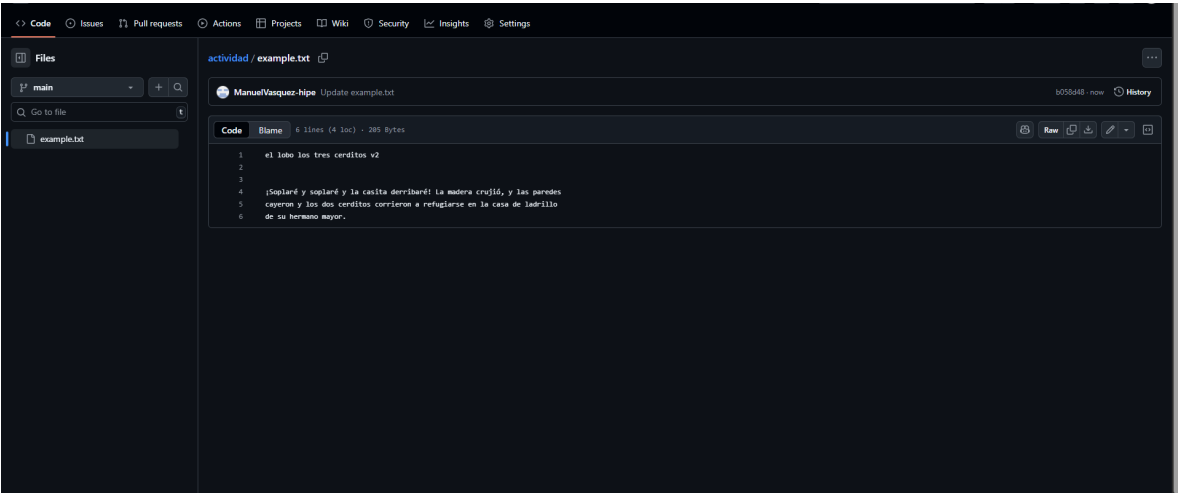 Code Issues Pull requests Actions Projects Wiki Security Insights Settings
Files
main
Go to file t
example.txt
actividad / example.txt
ManuelVasquez-hipe Update example.txt b058d48 · now History
Code Blame 6 lines (4 loc) · 205 Bytes Raw
1 el lobo los tres cerditos v2
2
3
4 ¡Soplaré y soplaré y la casita derribaré! La madera crujió, y las paredes
5 cayeron y los dos cerditos corrieron a refugiarse en la casa de ladrillo
6 de su hermano mayor.